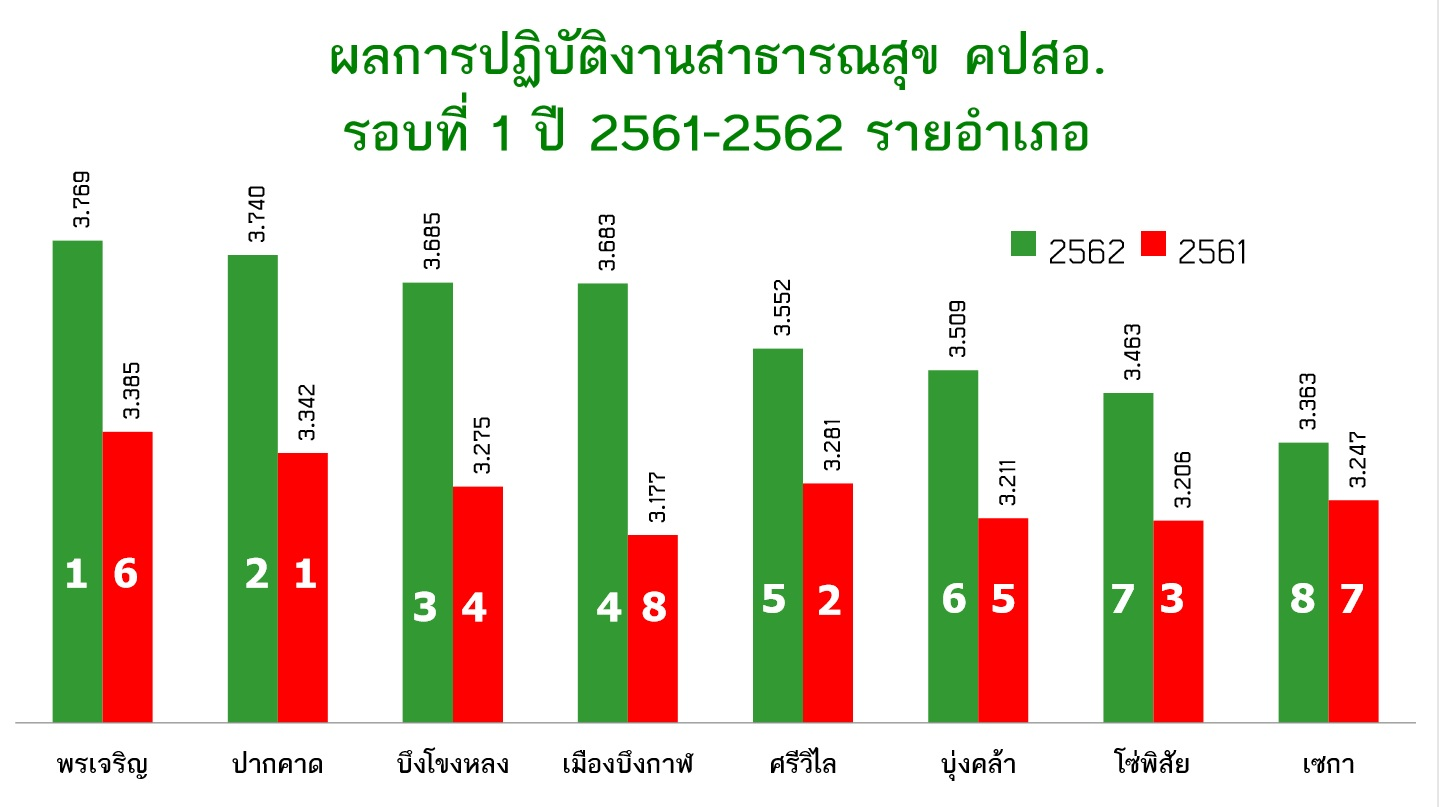 ผลการปฏิบัติงานสาธารณสุข คปสอ.
รอบที่ 1 ปี 2561-2562 รายอำเภอ
2562 2561
3.769 3.385 3.740 3.342 3.685 3.275 3.683 3.177 3.552 3.281 3.509 3.211 3.463 3.206 3.363 3.247
1 6 2 1 3 4 4 8 5 2 6 5 7 3 8 7
พรเจริญ ปากคาด บึงโขงหลง เมืองบึงกาฬ ศรีวิไล บุ่งคล้า โซ่พิสัย เซกา